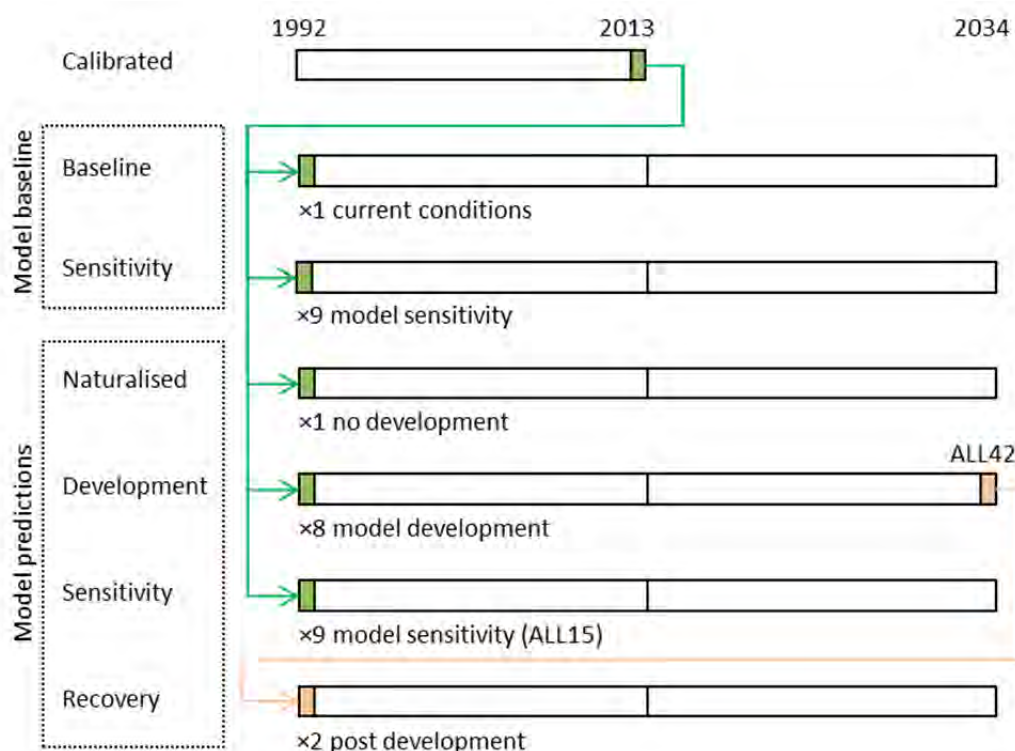 1992 2013 2034
Calibrated
Model baseline
Baseline
×1 current conditions
Sensitivity
×9 model sensitivity
Model predictions
Naturalised
×1 no development
ALL42
Development
×8 model development
Sensitivity
×9 model sensitivity (ALL15)
Recovery
×2 post development